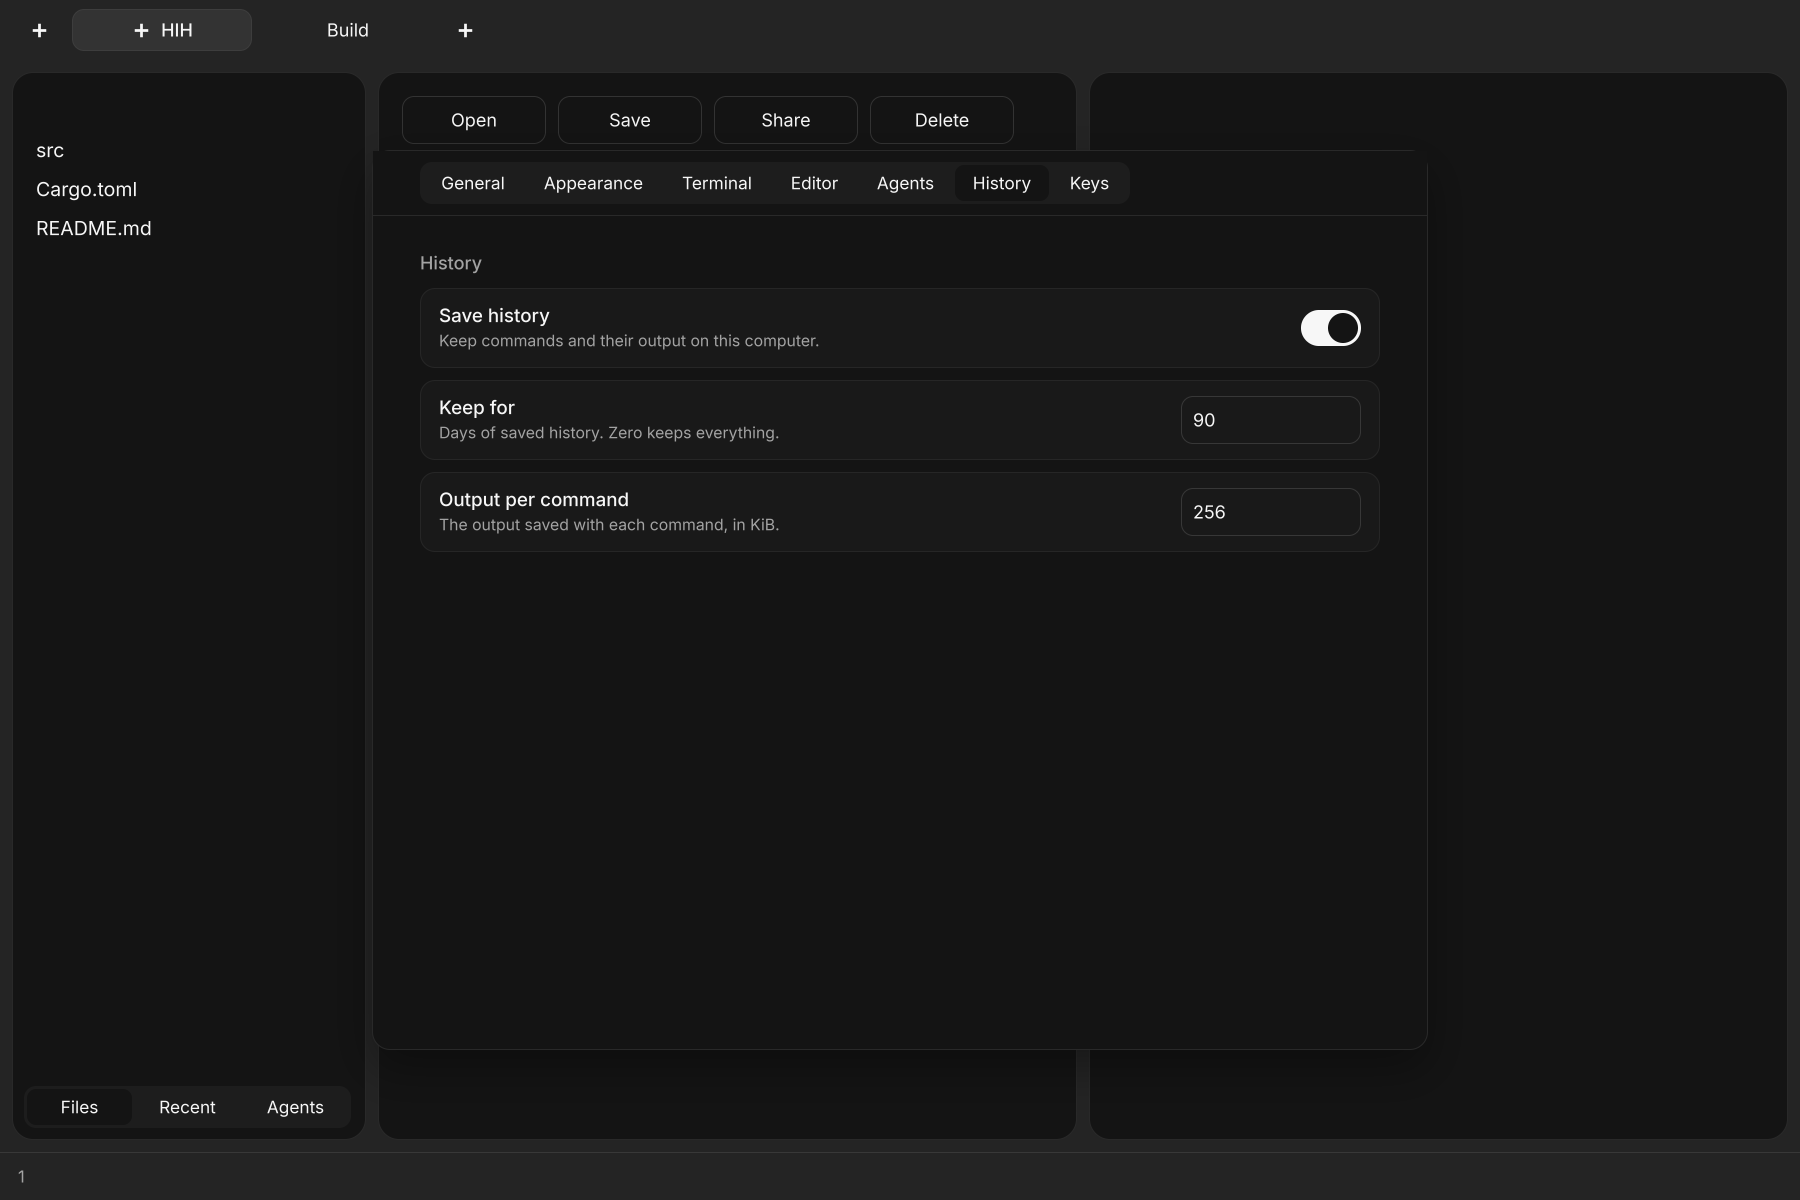 + + HIH Build +
src
Cargo.toml
README.md
Open Save Share Delete
General Appearance Terminal Editor Agents History Keys
History
Save history
Keep commands and their output on this computer.
Keep for
Days of saved history. Zero keeps everything.
90
Output per command
The output saved with each command, in KiB.
256
Files Recent Agents
1